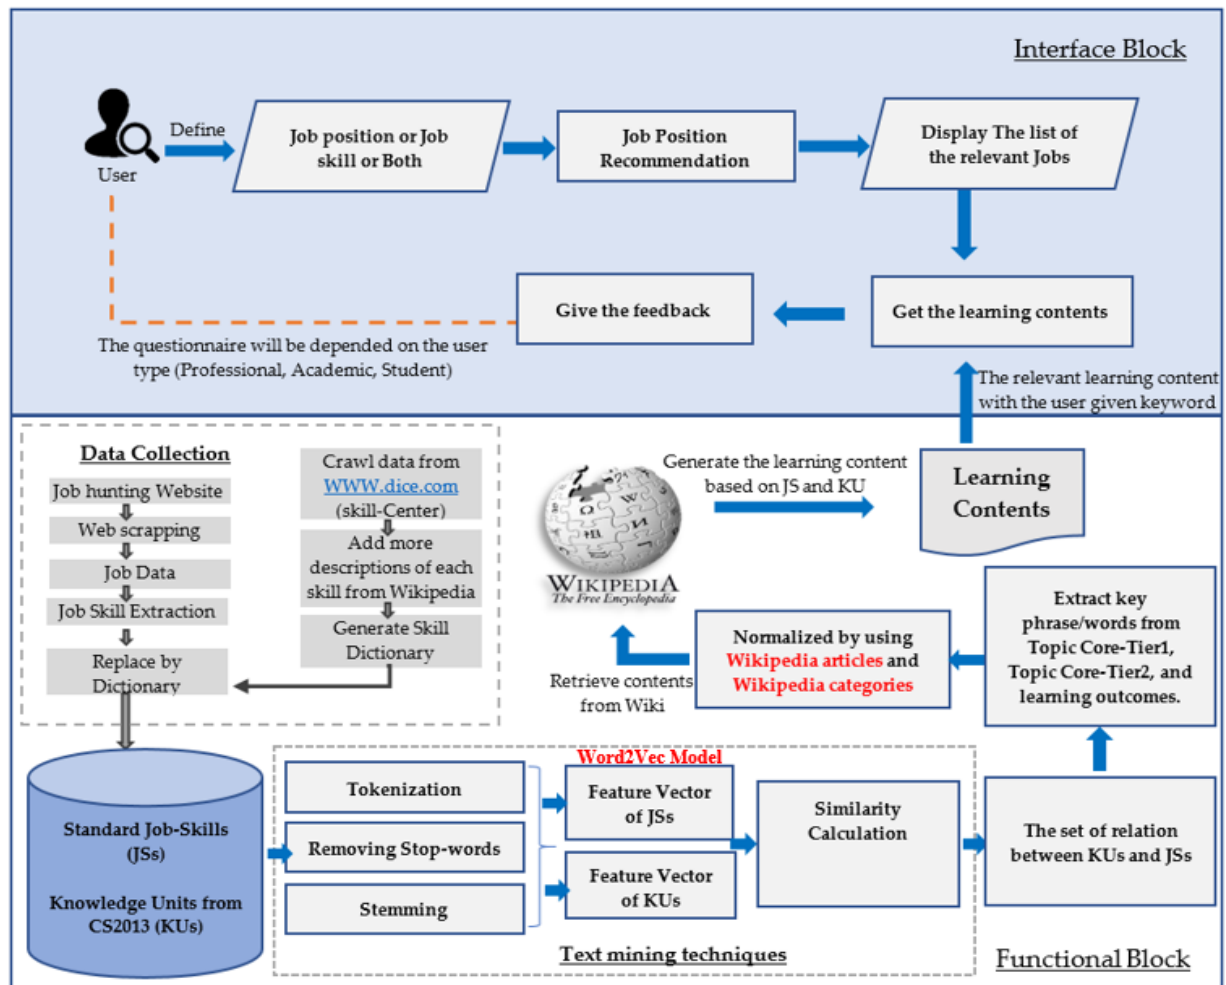 Interface Block
Define
User
Job position or Job
skill or Both
Job Position
Recommendation
Display The list of
the relevant Jobs
Give the feedback
Get the learning contents
The questionnaire will be depended on the user
type (Professional, Academic, Student)
The relevant learning content
with the user given keyword
Data Collection
Job hunting Website
Web scrapping
Job Data
Job Skill Extraction
Replace by
Dictionary
Crawl data from
WWW.dice.com
(skill-Center)
Add more
descriptions of each
skill from Wikipedia
Generate Skill
Dictionary
WIKIPEDIA
The Free Encyclopedia
Generate the learning content
based on JS and KU
Learning
Contents
Retrieve contents
from Wiki
Normalized by using
Wikipedia articles and
Wikipedia categories
Extract key
phrase/words from
Topic Core-Tier1,
Topic Core-Tier2, and
learning outcomes.
Standard Job-Skills
(JSs)
Knowledge Units from
CS2013 (KUs)
Tokenization
Removing Stop-words
Stemming
Word2Vec Model
Feature Vector
of JSs
Feature Vector
of KUs
Similarity
Calculation
Text mining techniques
The set of relation
between KUs and JSs
Functional Block